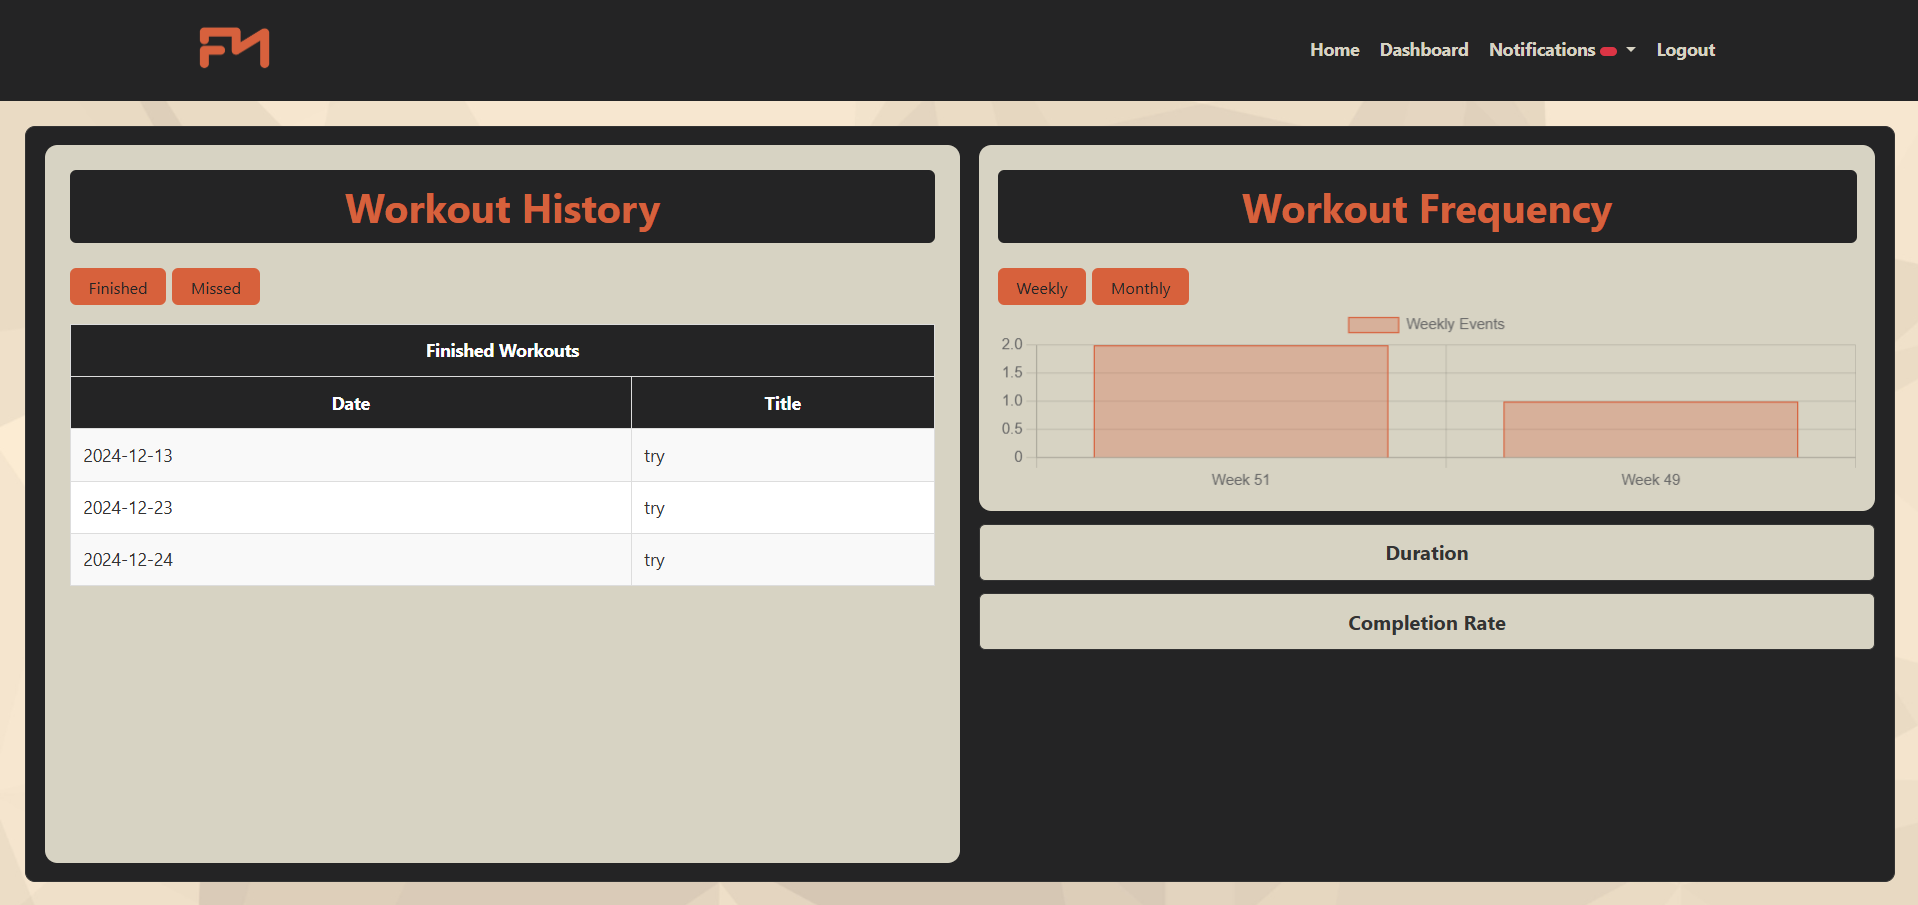 FM
Home Dashboard Notifications Logout
Workout History
Finished Missed
Finished Workouts
Date Title
2024-12-13 try
2024-12-23 try
2024-12-24 try
Workout Frequency
Weekly Monthly
Weekly Events
2.0
1.5
1.0
0.5
0
Week 51 Week 49
Duration
Completion Rate